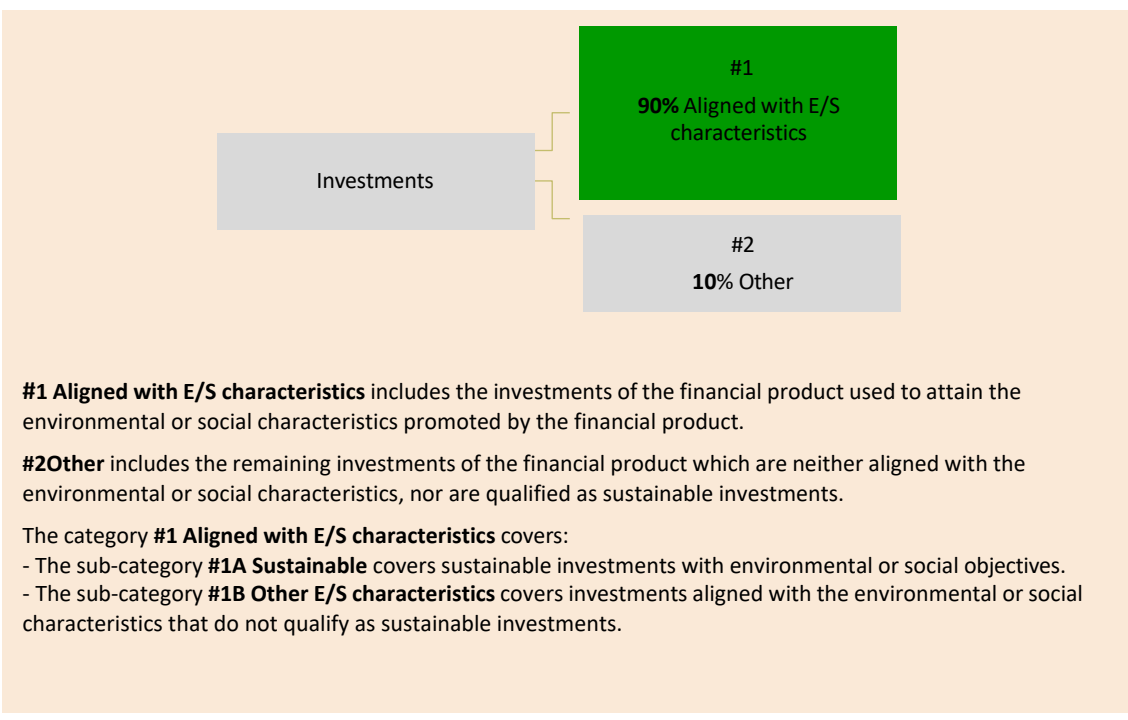 #1
90% Aligned with E/S
characteristics
Investments
#2
10% Other
#1 Aligned with E/S characteristics includes the investments of the financial product used to attain the
environmental or social characteristics promoted by the financial product.
#2Other includes the remaining investments of the financial product which are neither aligned with the
environmental or social characteristics, nor are qualified as sustainable investments.
The category #1 Aligned with E/S characteristics covers:
- The sub-category #1A Sustainable covers sustainable investments with environmental or social objectives.
- The sub-category #1B Other E/S characteristics covers investments aligned with the environmental or social
characteristics that do not qualify as sustainable investments.